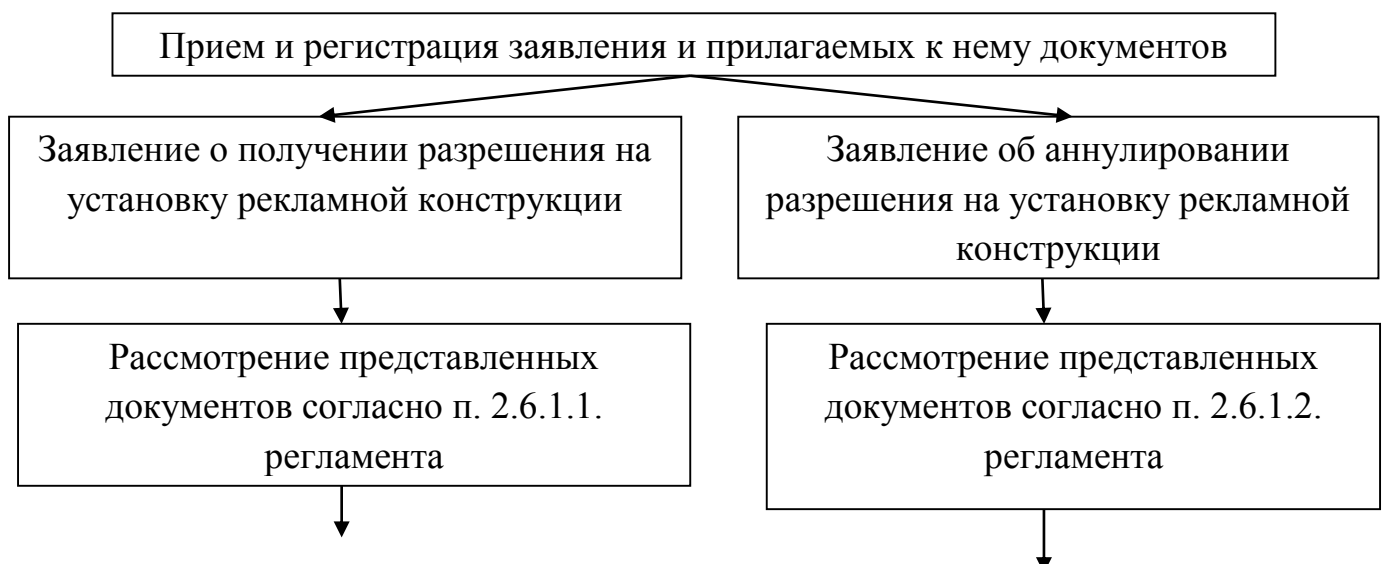 Прием и регистрация заявления и прилагаемых к нему документов
Заявление о получении разрешения на
установку рекламной конструкции
Заявление об аннулировании
разрешения на установку рекламной
конструкции
Рассмотрение представленных
документов согласно п. 2.6.1.1.
регламента
Рассмотрение представленных
документов согласно п. 2.6.1.2.
регламента